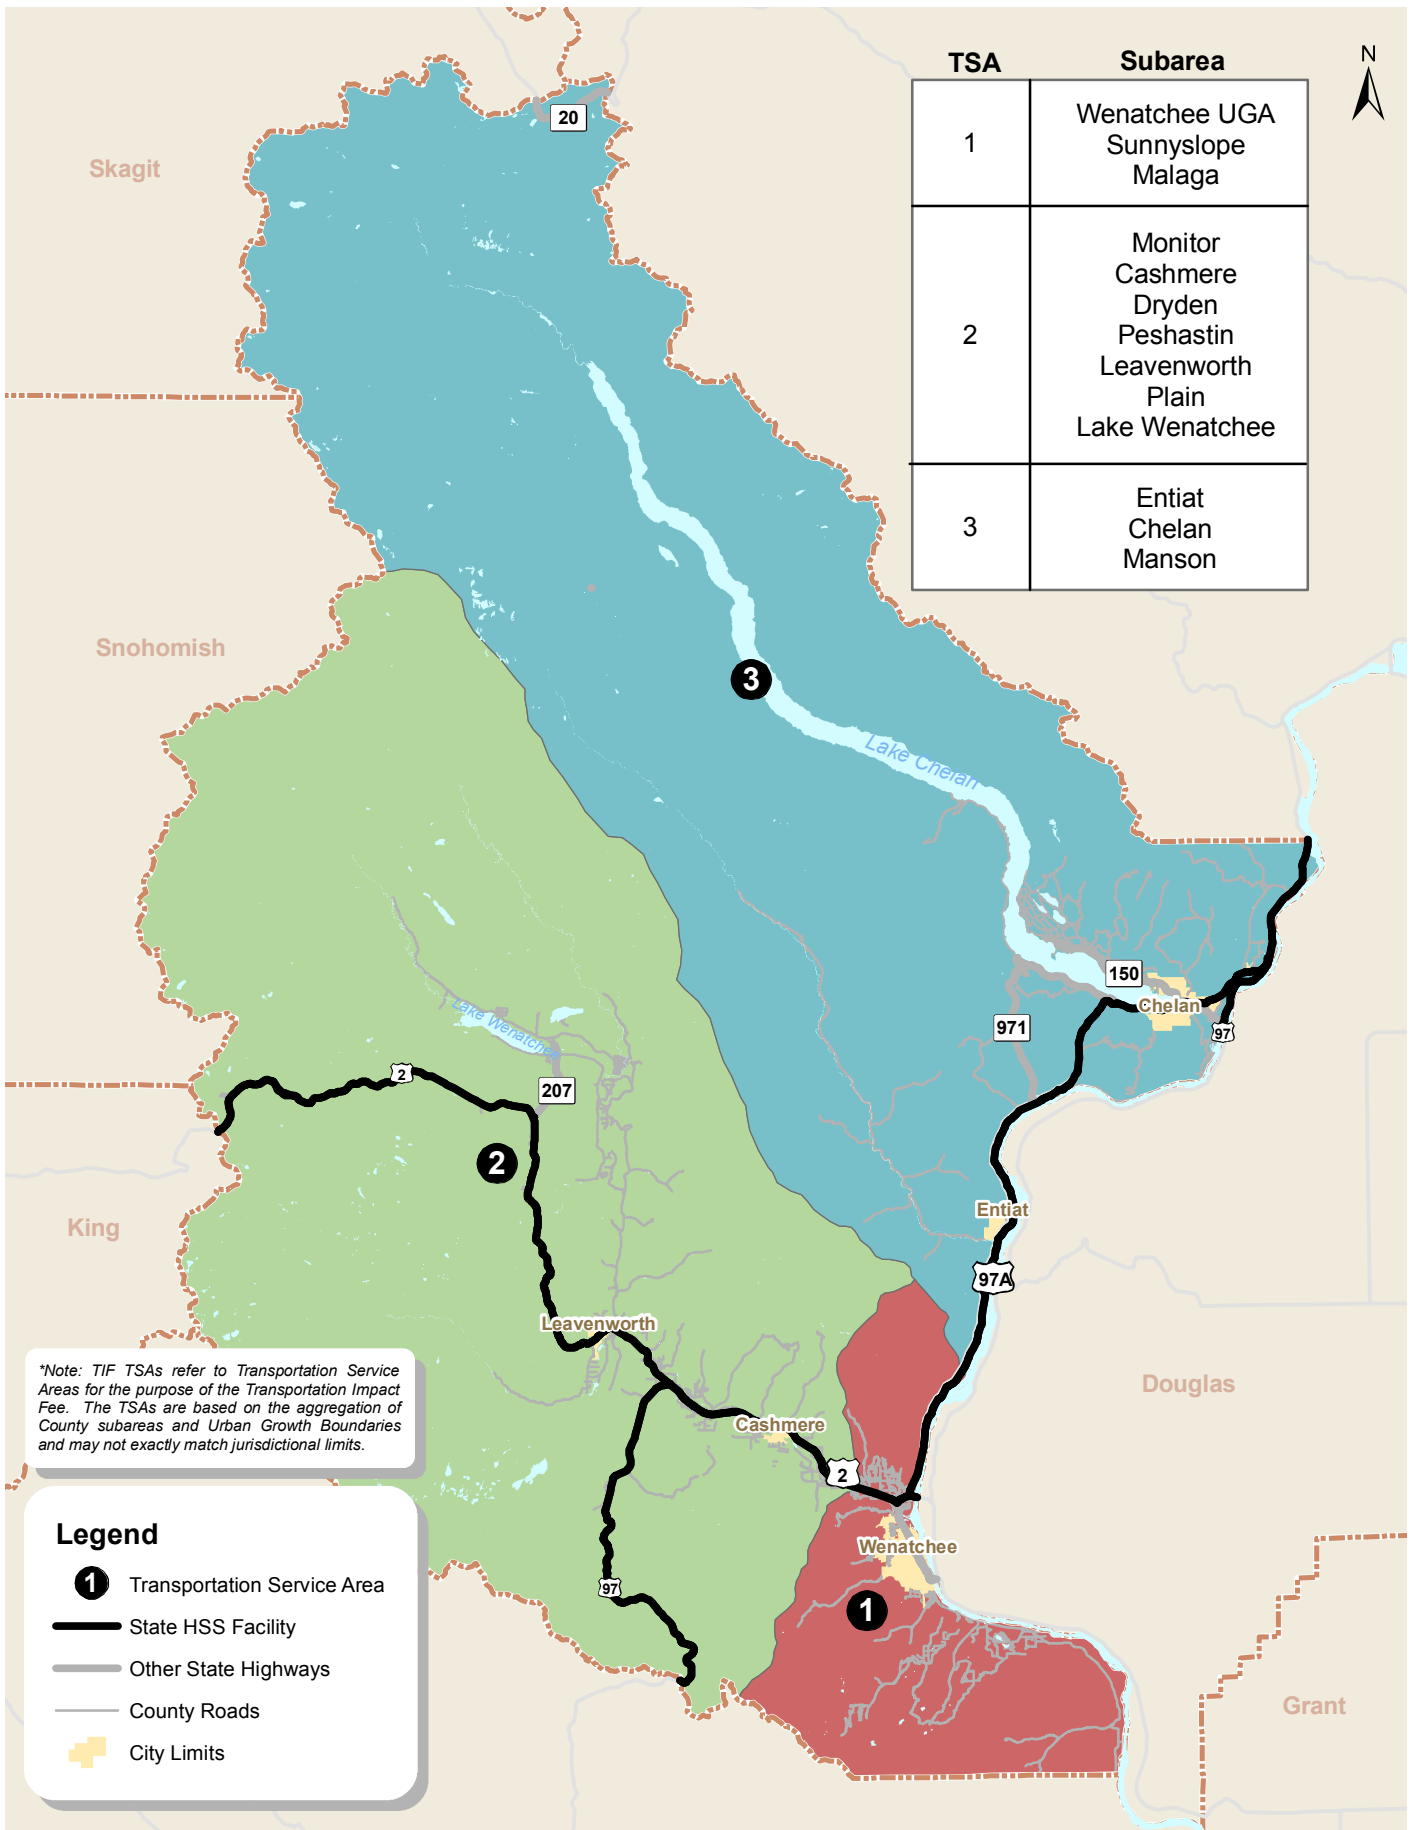 TSA Subarea
1
Wenatchee UGA
Sunnyslope
Malaga
2
Monitor
Cashmere
Dryden
Peshastin
Leavenworth
Plain
Lake Wenatchee
3
Entiat
Chelan
Manson
N
20
Skagit
Snohomish
3
Lake Chelan
150
Chelan
971
97
Lake Wenatchee
2
207
2
King
Entiat
97A
Leavenworth
Douglas
Cashmere
2
Wenatchee
97
1
Grant
*Note: TIF TSAs refer to Transportation Service
Areas for the purpose of the Transportation Impact
Fee. The TSAs are based on the aggregation of
County subareas and Urban Growth Boundaries
and may not exactly match jurisdictional limits.
Legend
1 Transportation Service Area
State HSS Facility
Other State Highways
County Roads
City Limits